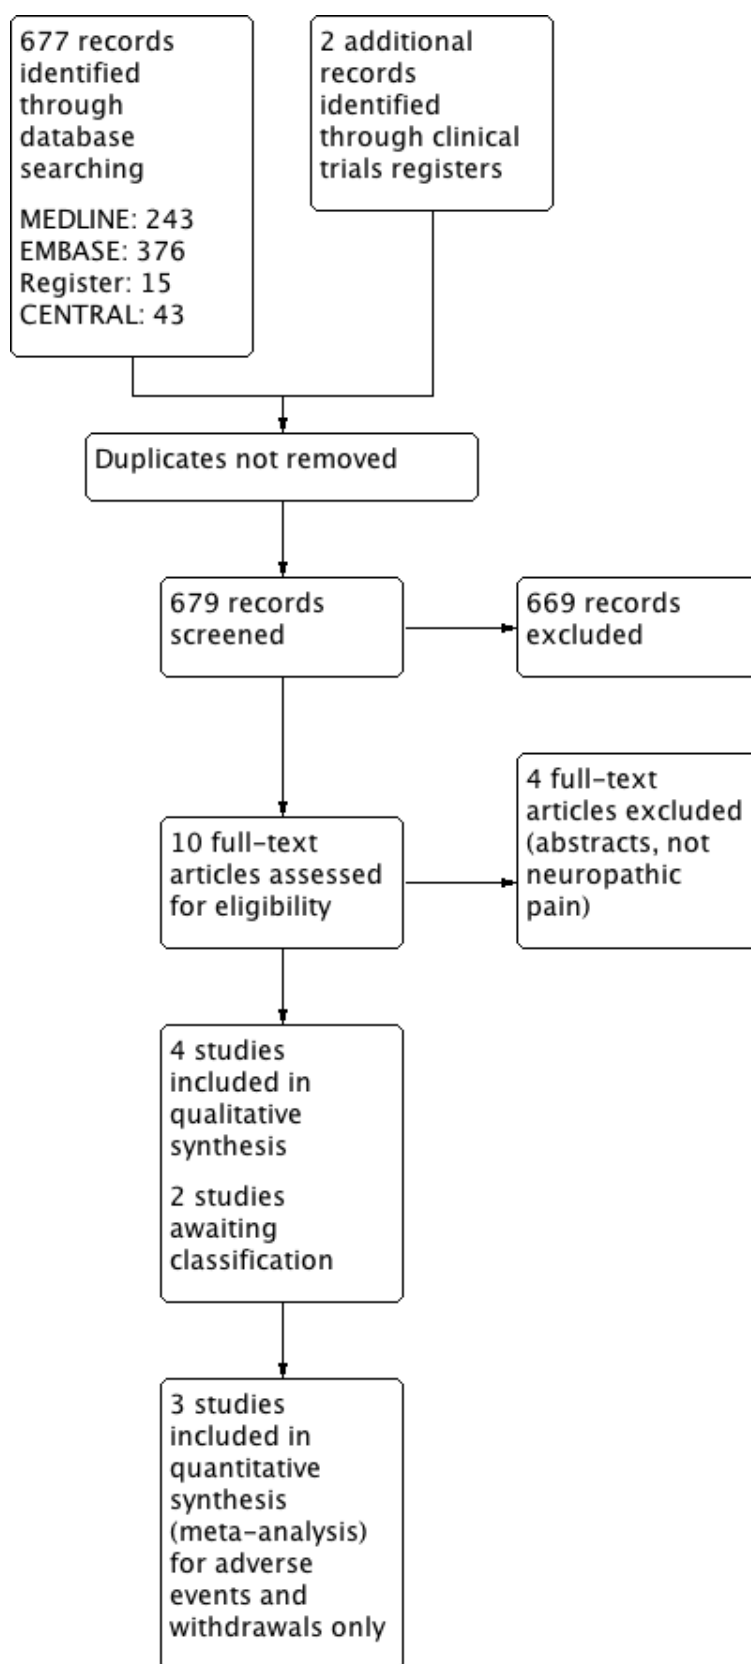 677 records
identified
through
database
searching
MEDLINE: 243
EMBASE: 376
Register: 15
CENTRAL: 43
2 additional
records
identified
through clinical
trials registers
Duplicates not removed
679 records
screened
669 records
excluded
10 full-text
articles assessed
for eligibility
4 full-text
articles excluded
(abstracts, not
neuropathic
pain)
4 studies
included in
qualitative
synthesis
2 studies
awaiting
classification
3 studies
included in
quantitative
synthesis
(meta-analysis)
for adverse
events and
withdrawals only